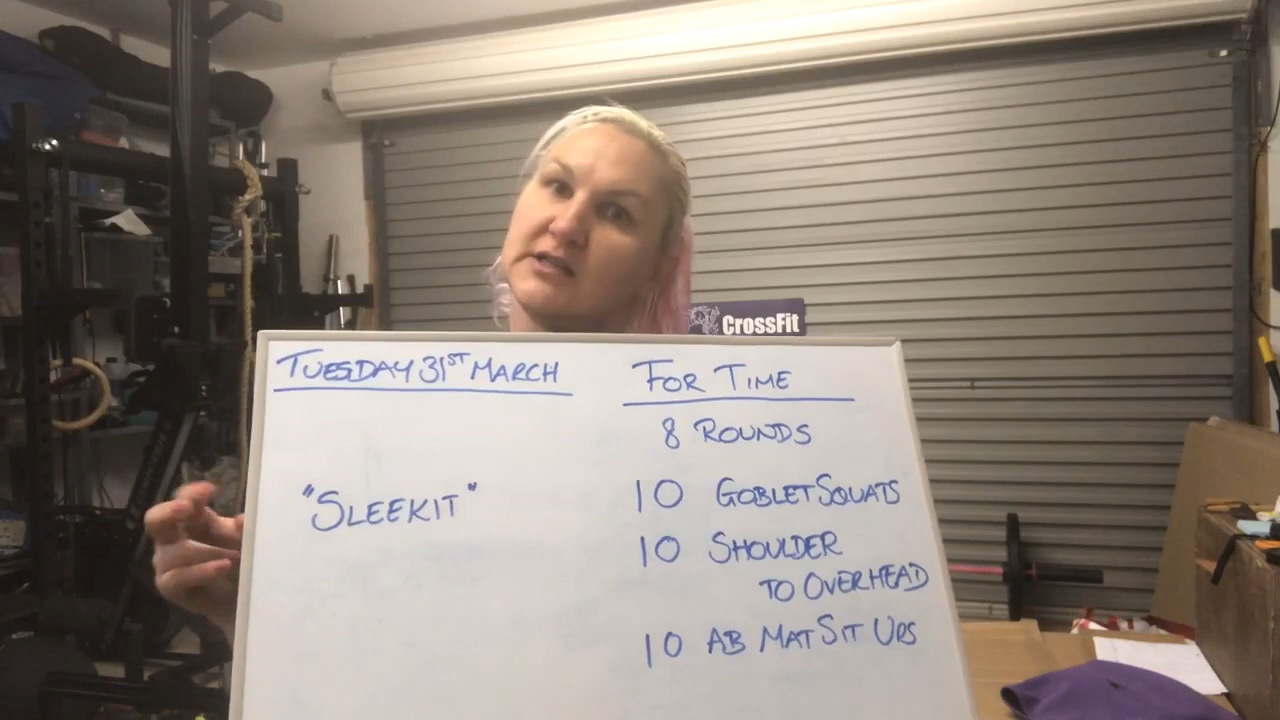 CROSSFIT
TUESDAY 31ST MARCH
"SLEEKIT"
FOR TIME
8 ROUNDS
10 GOBLET SQUATS
10 SHOULDER
TO OVERHEAD
10 AB MAT SIT UPS